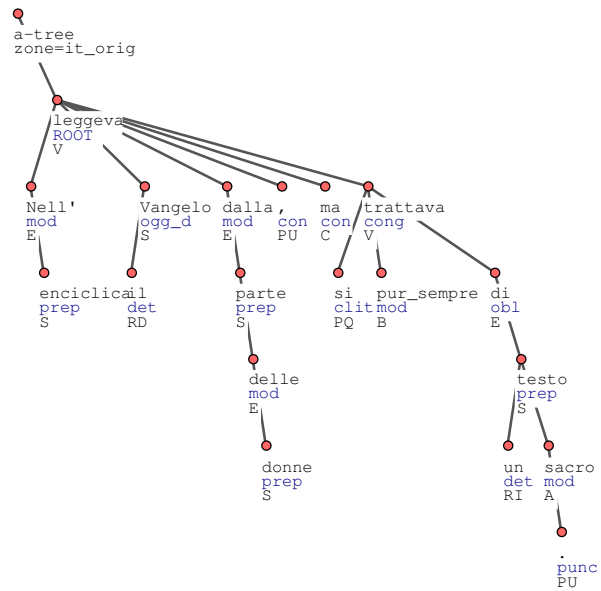 a-tree
zone=it_orig
leggeva
ROOT
V
Nell' Vangelo dalla , ma trattava
mod ogg_d mod con con cong
E S E PU C V
enciclica il parte si pur_sempre di
prep det prep clit mod obl
S RD S PQ B E
delle testo
mod prep
E S
donne un sacro
prep det mod
S RI A
.
punc
PU